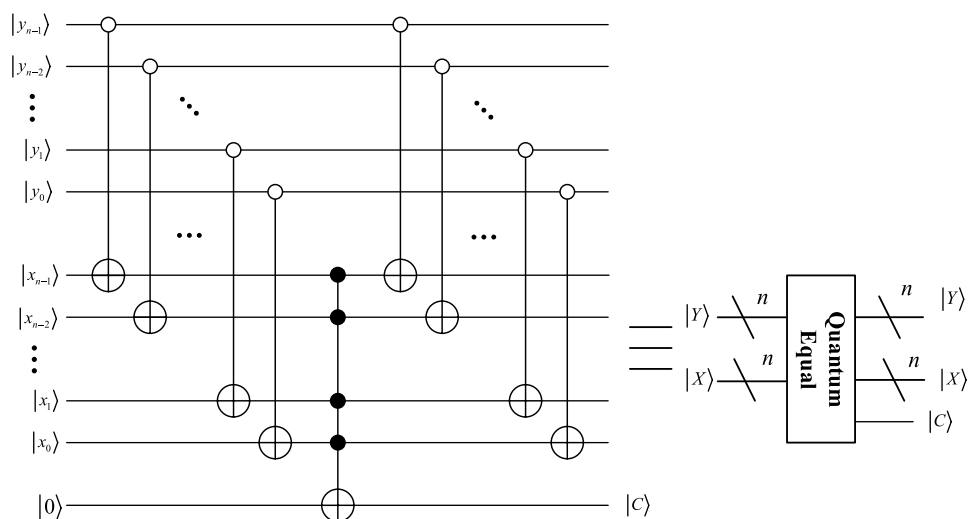 |y_{n-1}⟩
|y_{n-2}⟩
⋮
|y_1⟩
|y_0⟩
|x_{n-1}⟩
|x_{n-2}⟩
⋮
|x_1⟩
|x_0⟩
|0⟩
|C⟩
|Y⟩ n n |Y⟩
|X⟩ n n |X⟩
|C⟩
Quantum
Equal